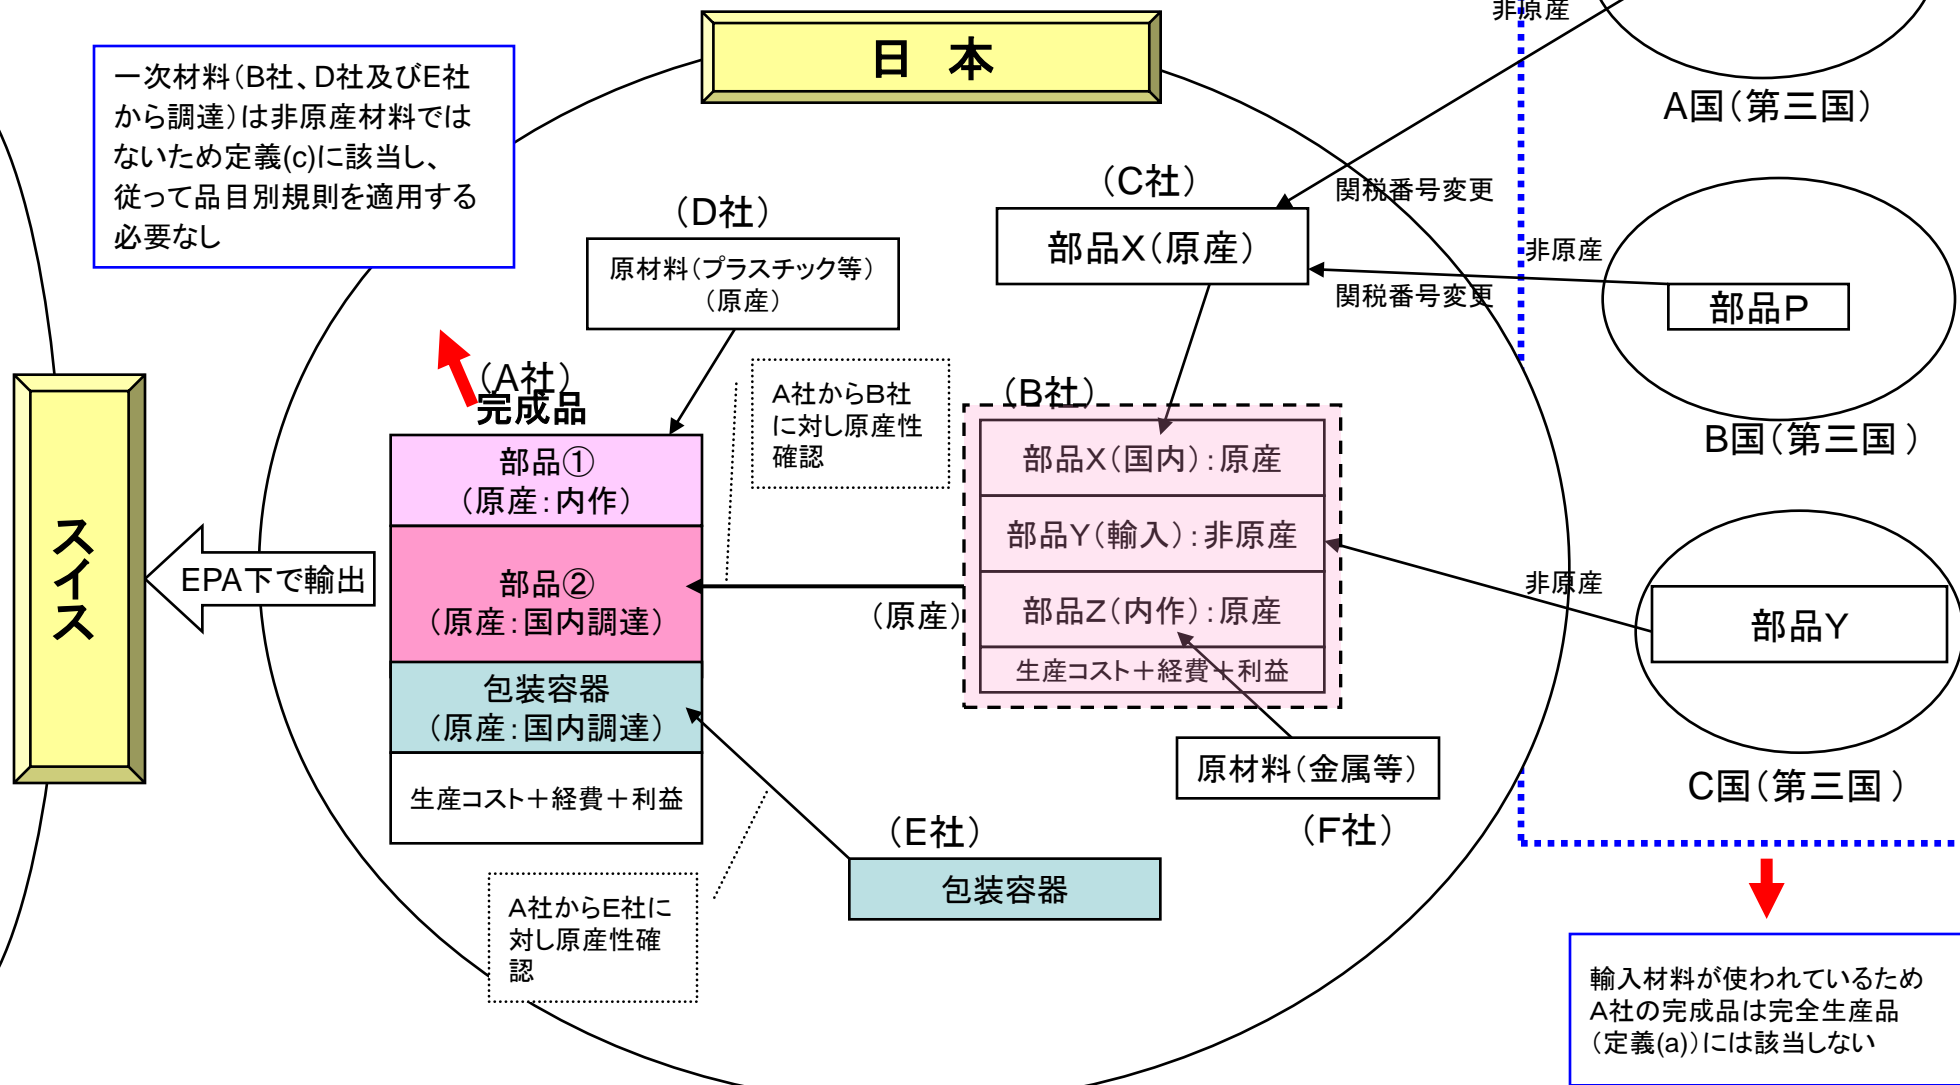 日 本
非原産
一次材料（B社、D社及びE社
から調達）は非原産材料では
ないため定義(c)に該当し、
従って品目別規則を適用する
必要なし
A国（第三国）
（C社）
関税番号変更
部品X（原産）
（D社）
原材料（プラスチック等）
（原産）
非原産
関税番号変更
部品P
B国（第三国）
（A社）
完成品
A社からB社
に対し原産性
確認
（B社）
部品①
（原産：内作）
部品②
（原産：国内調達）
包装容器
（原産：国内調達）
生産コスト＋経費＋利益
部品X（国内）：原産
部品Y（輸入）：非原産
部品Z（内作）：原産
生産コスト＋経費＋利益
（原産）
スイス
EPA下で輸出
非原産
部品Y
C国（第三国）
原材料（金属等）
（F社）
（E社）
包装容器
A社からE社に
対し原産性確
認
輸入材料が使われているため
A社の完成品は完全生産品
（定義(a)）には該当しない